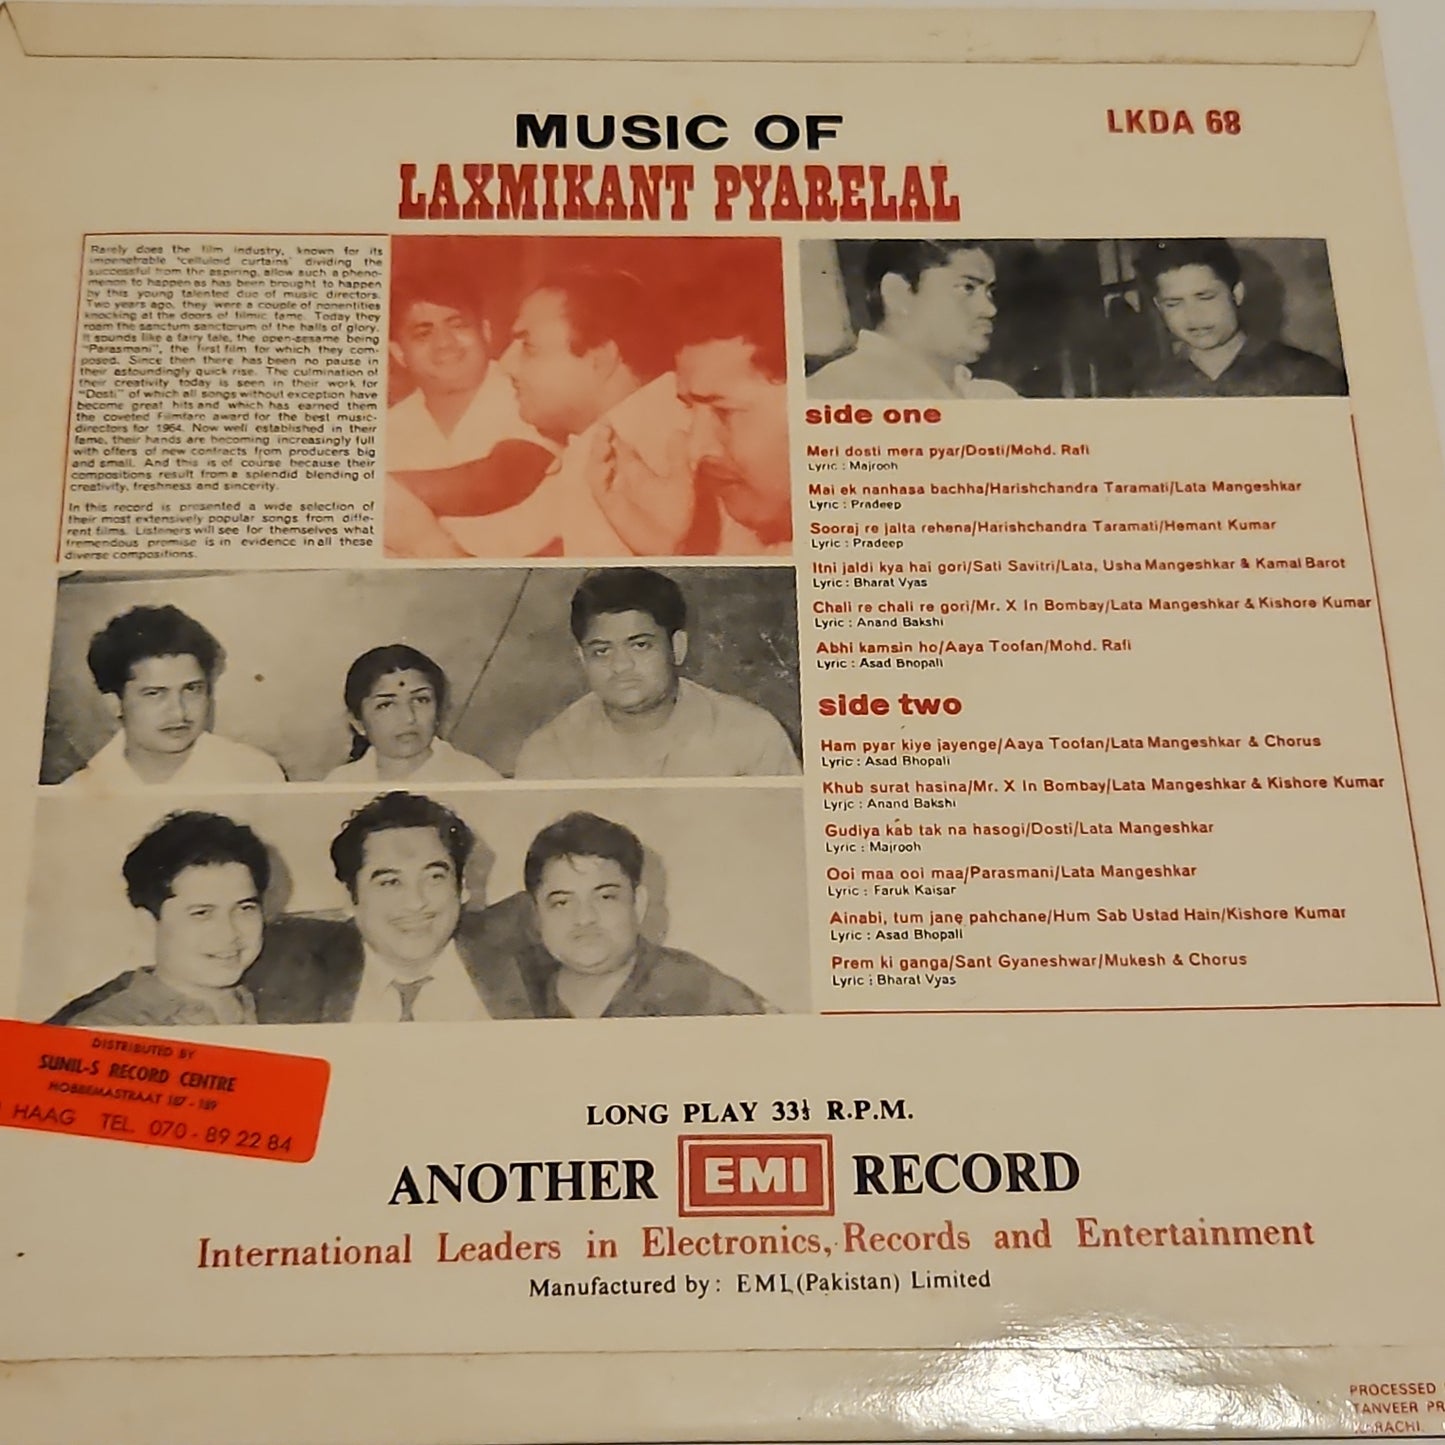 MUSIC OF
LKDA 68
LAXMIKANT PYARELAL
Rarely does the film industry, known for its
impenetrable 'celluloid curtains' dividing the
successful from the aspiring, allow such a pheno-
menon to happen as has been brought to happen
by this young talented duo of music directors.
Two years ago, they were a couple of nonentities
knocking at the doors of filmic fame. Today they
roam the sanctum sanctorum of the halls of glory.
It sounds like a fairy tale, the open-sesame being
"Parasmani", the first film for which they com-
posed. Since then there has been no pause in
their astoundingly quick rise. The culmination of
their creativity today is seen in their work for
"Dosti" of which all songs without exception have
become great hits and which has earned them
the coveted Filmfare award for the best music-
directors for 1964. Now well established in their
fame, their hands are becoming increasingly full
with offers of new contracts from producers big
and small. And this is of course because their
compositions result from a splendid blending of
creativity, freshness and sincerity.
In this record is presented a wide selection of
their most extensively popular songs from diffe-
rent films. Listeners will see for themselves what
tremendous promise is in evidence in all these
diverse compositions.
side one
Meri dosti mera pyar/Dosti/Mohd. Rafi
Lyric : Majrooh
Mai ek nanhasa bachha/Harishchandra Taramati/Lata Mangeshkar
Lyric : Pradeep
Sooraj re jalta rehena/Harishchandra Taramati/Hemant Kumar
Lyric : Pradeep
Itni jaldi kya hai gori/Sati Savitri/Lata, Usha Mangeshkar & Kamal Barot
Lyric : Bharat Vyas
Chali re chali re gori/Mr. X In Bombay/Lata Mangeshkar & Kishore Kumar
Lyric : Anand Bakshi
Abhi kamsin ho/Aaya Toofan/Mohd. Rafi
Lyric : Asad Bhopali
side two
Ham pyar kiye jayenge/Aaya Toofan/Lata Mangeshkar & Chorus
Lyric : Asad Bhopali
Khub surat hasina/Mr. X In Bombay/Lata Mangeshkar & Kishore Kumar
Lyric : Anand Bakshi
Gudiya kab tak na hasogi/Dosti/Lata Mangeshkar
Lyric : Majrooh
Ooi maa ooi maa/Parasmani/Lata Mangeshkar
Lyric : Faruk Kaisar
Ainabi, tum jane pahchane/Hum Sab Ustad Hain/Kishore Kumar
Lyric : Asad Bhopali
Prem ki ganga/Sant Gyaneshwar/Mukesh & Chorus
Lyric : Bharat Vyas
DISTRIBUTED BY
SUNIL-S RECORD CENTRE
HOBBEMASTRAAT 187 - 189
HAAG TEL. 070 - 89 22 84
LONG PLAY 33⅓ R.P.M.
ANOTHER EMI RECORD
International Leaders in Electronics, Records and Entertainment
Manufactured by: EMI, (Pakistan) Limited
PROCESSED
TANVEER PR
KARACHI.